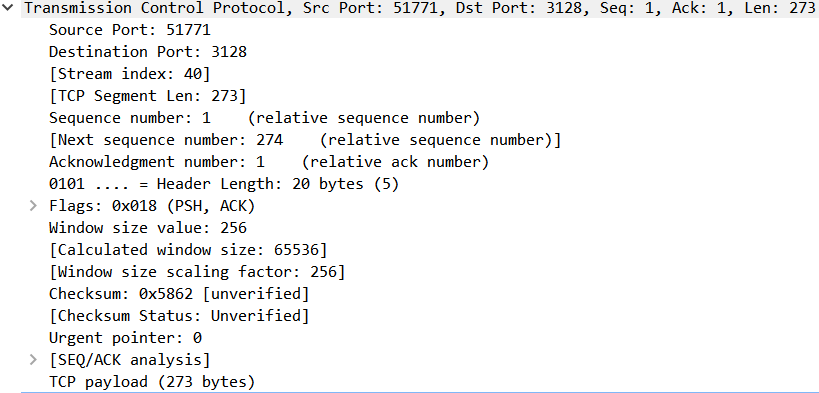 Transmission Control Protocol, Src Port: 51771, Dst Port: 3128, Seq: 1, Ack: 1, Len: 273
Source Port: 51771
Destination Port: 3128
[Stream index: 40]
[TCP Segment Len: 273]
Sequence number: 1    (relative sequence number)
[Next sequence number: 274    (relative sequence number)]
Acknowledgment number: 1    (relative ack number)
0101 .... = Header Length: 20 bytes (5)
Flags: 0x018 (PSH, ACK)
Window size value: 256
[Calculated window size: 65536]
[Window size scaling factor: 256]
Checksum: 0x5862 [unverified]
[Checksum Status: Unverified]
Urgent pointer: 0
[SEQ/ACK analysis]
TCP payload (273 bytes)